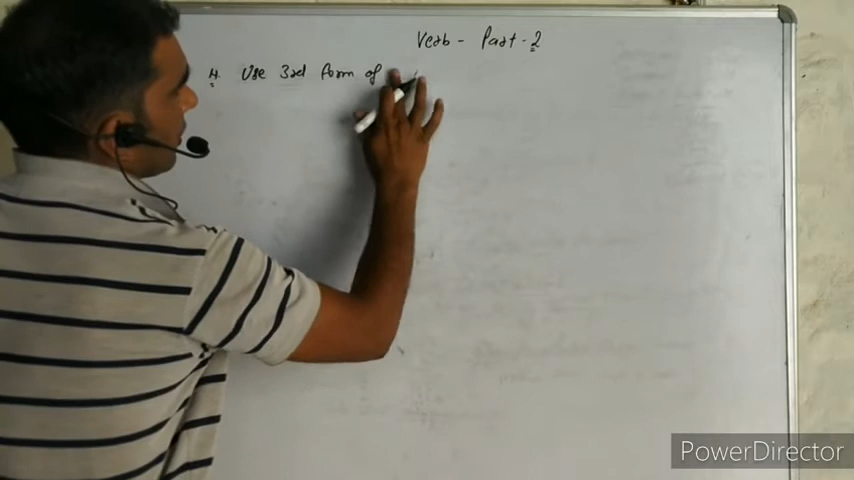 Verb - Part - 2
4. Use 3rd form of
PowerDirector